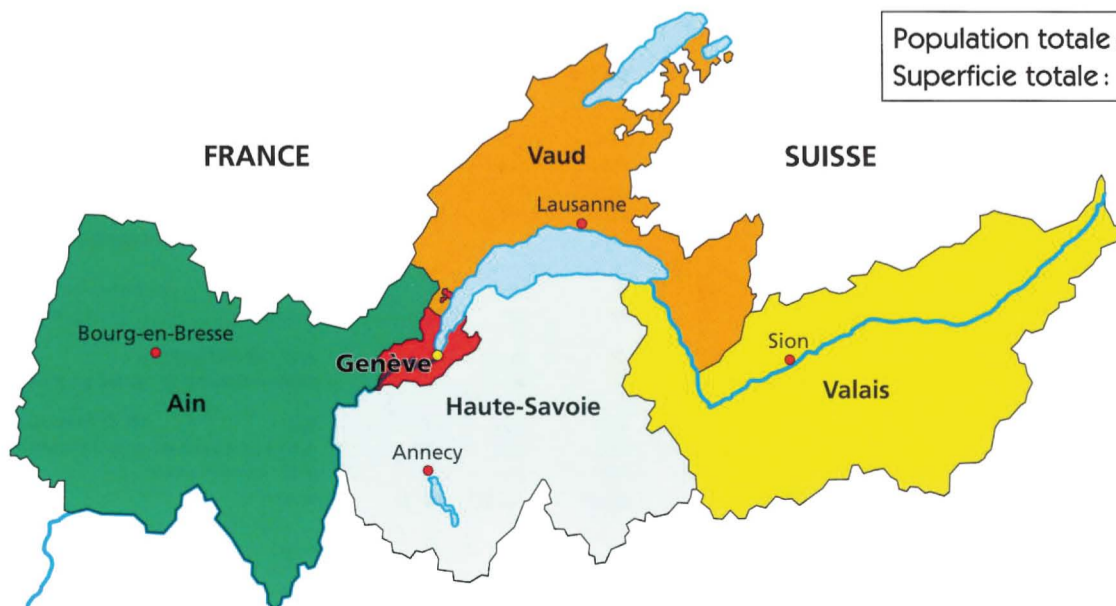 Population totale
Superficie totale :
FRANCE
Vaud
SUISSE
Lausanne
Bourg-en-Bresse
Genève
Sion
Ain
Haute-Savoie
Valais
Annecy